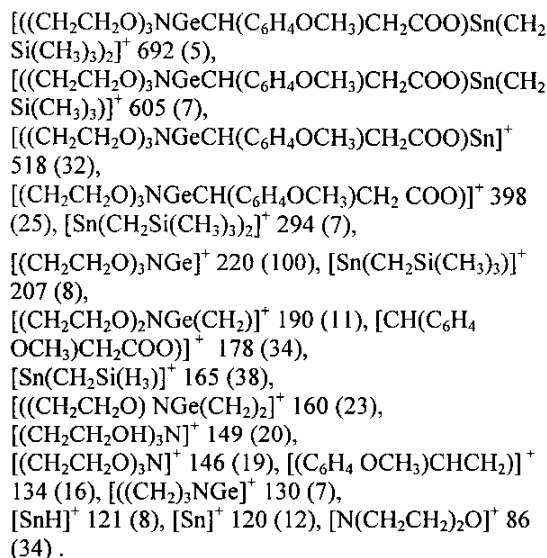 [((CH₂CH₂O)₃NGeCH(C₆H₄OCH₃)CH₂COO)Sn(CH₂
Si(CH₃)₃)₂]⁺ 692 (5),
[((CH₂CH₂O)₃NGeCH(C₆H₄OCH₃)CH₂COO)Sn(CH₂
Si(CH₃)₃)]⁺ 605 (7),
[((CH₂CH₂O)₃NGeCH(C₆H₄OCH₃)CH₂COO)Sn]⁺
518 (32),
[(CH₂CH₂O)₃NGeCH(C₆H₄OCH₃)CH₂ COO)]⁺ 398
(25), [Sn(CH₂Si(CH₃)₃)₂]⁺ 294 (7),
[(CH₂CH₂O)₃NGe]⁺ 220 (100), [Sn(CH₂Si(CH₃)₃)]⁺
207 (8),
[(CH₂CH₂O)₂NGe(CH₂)]⁺ 190 (11), [CH(C₆H₄
OCH₃)CH₂COO)]⁺ 178 (34),
[Sn(CH₂Si(H₃)]⁺ 165 (38),
[((CH₂CH₂O) NGe(CH₂)₂]⁺ 160 (23),
[(CH₂CH₂OH)₃N]⁺ 149 (20),
[(CH₂CH₂O)₃N]⁺ 146 (19), [(C₆H₄ OCH₃)CHCH₂)]⁺
134 (16), [((CH₂)₃NGe]⁺ 130 (7),
[SnH]⁺ 121 (8), [Sn]⁺ 120 (12), [N(CH₂CH₂)₂O]⁺ 86
(34) .